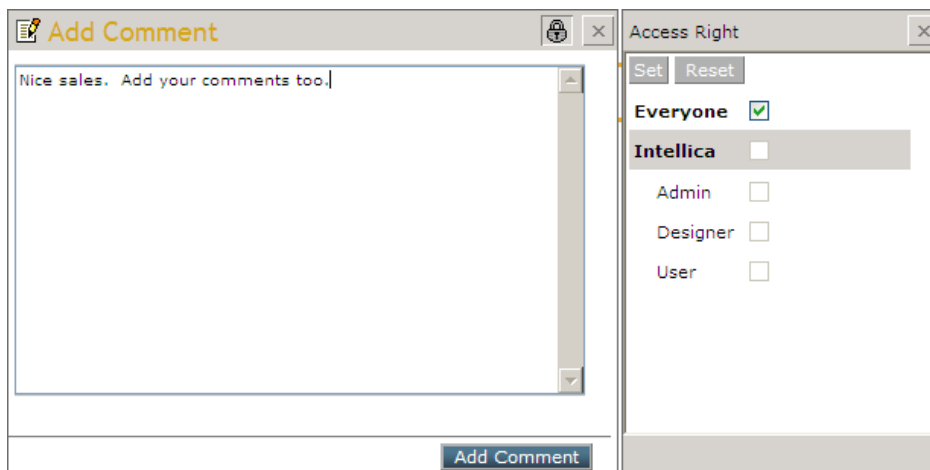 Add Comment
Nice sales.  Add your comments too.
Add Comment
Access Right
Set Reset
Everyone
Intellica
Admin
Designer
User